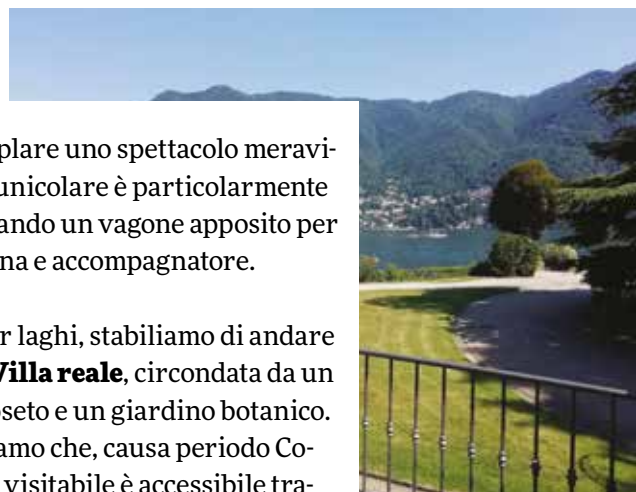 plare uno spettacolo meravi-
unicolare è particolarmente
ando un vagone apposito per
na e accompagnatore.
r laghi, stabiliamo di andare
Villa reale, circondata da un
oseto e un giardino botanico.
amo che, causa periodo Co-
visitabile è accessibile tra-